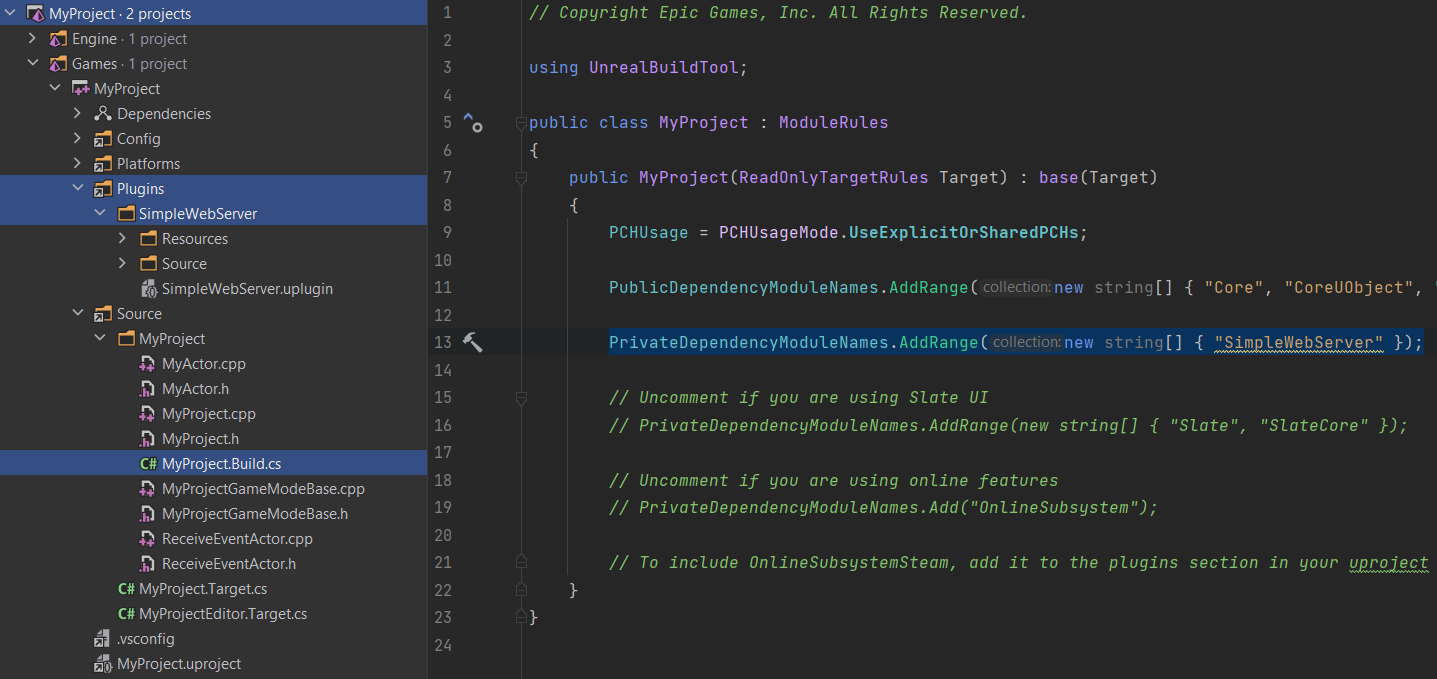 MyProject · 2 projects
Engine · 1 project
Games · 1 project
MyProject
Dependencies
Config
Platforms
Plugins
SimpleWebServer
Resources
Source
SimpleWebServer.uplugin
Source
MyProject
MyActor.cpp
MyActor.h
MyProject.cpp
MyProject.h
C# MyProject.Build.cs
MyProjectGameModeBase.cpp
MyProjectGameModeBase.h
ReceiveEventActor.cpp
ReceiveEventActor.h
C# MyProject.Target.cs
C# MyProjectEditor.Target.cs
.vsconfig
MyProject.uproject
1 // Copyright Epic Games, Inc. All Rights Reserved.
2
3 using UnrealBuildTool;
4
5 public class MyProject : ModuleRules
6 {
7 public MyProject(ReadOnlyTargetRules Target) : base(Target)
8 {
9 PCHUsage = PCHUsageMode.UseExplicitOrSharedPCHs;
10
11 PublicDependencyModuleNames.AddRange( collection: new string[] { "Core", "CoreUObject", "
12
13 PrivateDependencyModuleNames.AddRange( collection: new string[] { "SimpleWebServer" });
14
15 // Uncomment if you are using Slate UI
16 // PrivateDependencyModuleNames.AddRange(new string[] { "Slate", "SlateCore" });
17
18 // Uncomment if you are using online features
19 // PrivateDependencyModuleNames.Add("OnlineSubsystem");
20
21 // To include OnlineSubsystemSteam, add it to the plugins section in your uproject
22 }
23 }
24